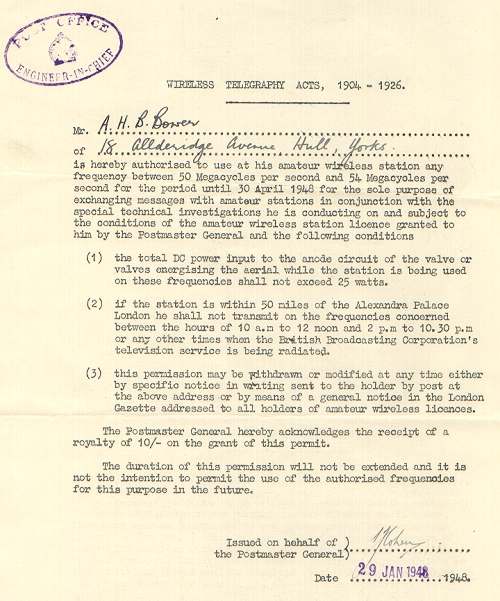 POST OFFICE
ENGINEER-IN-CHIEF
WIRELESS TELEGRAPHY ACTS, 1904 - 1926.
Mr. A. H. B. Bower
of 18 Allderidge Avenue Hull, Yorks.
is hereby authorised to use at his amateur wireless station any
frequency between 50 Megacycles per second and 54 Megacycles per
second for the period until 30 April 1948 for the sole purpose of
exchanging messages with amateur stations in conjunction with the
special technical investigations he is conducting on and subject to
the conditions of the amateur wireless station licence granted to
him by the Postmaster General and the following conditions
(1) the total DC power input to the anode circuit of the valve or
valves energising the aerial while the station is being used
on these frequencies shall not exceed 25 watts.
(2) if the station is within 50 miles of the Alexandra Palace
London he shall not transmit on the frequencies concerned
between the hours of 10 a.m to 12 noon and 2 p.m to 10.30 p.m
or any other times when the British Broadcasting Corporation's
television service is being radiated.
(3) this permission may be withdrawn or modified at any time either
by specific notice in writing sent to the holder by post at
the above address or by means of a general notice in the London
Gazette addressed to all holders of amateur wireless licences.
The Postmaster General hereby acknowledges the receipt of a
royalty of 10/- on the grant of this permit.
The duration of this permission will not be extended and it is
not the intention to permit the use of the authorised frequencies
for this purpose in the future.
Issued on behalf of )
the Postmaster General)
Date 29 JAN 1948 1948.